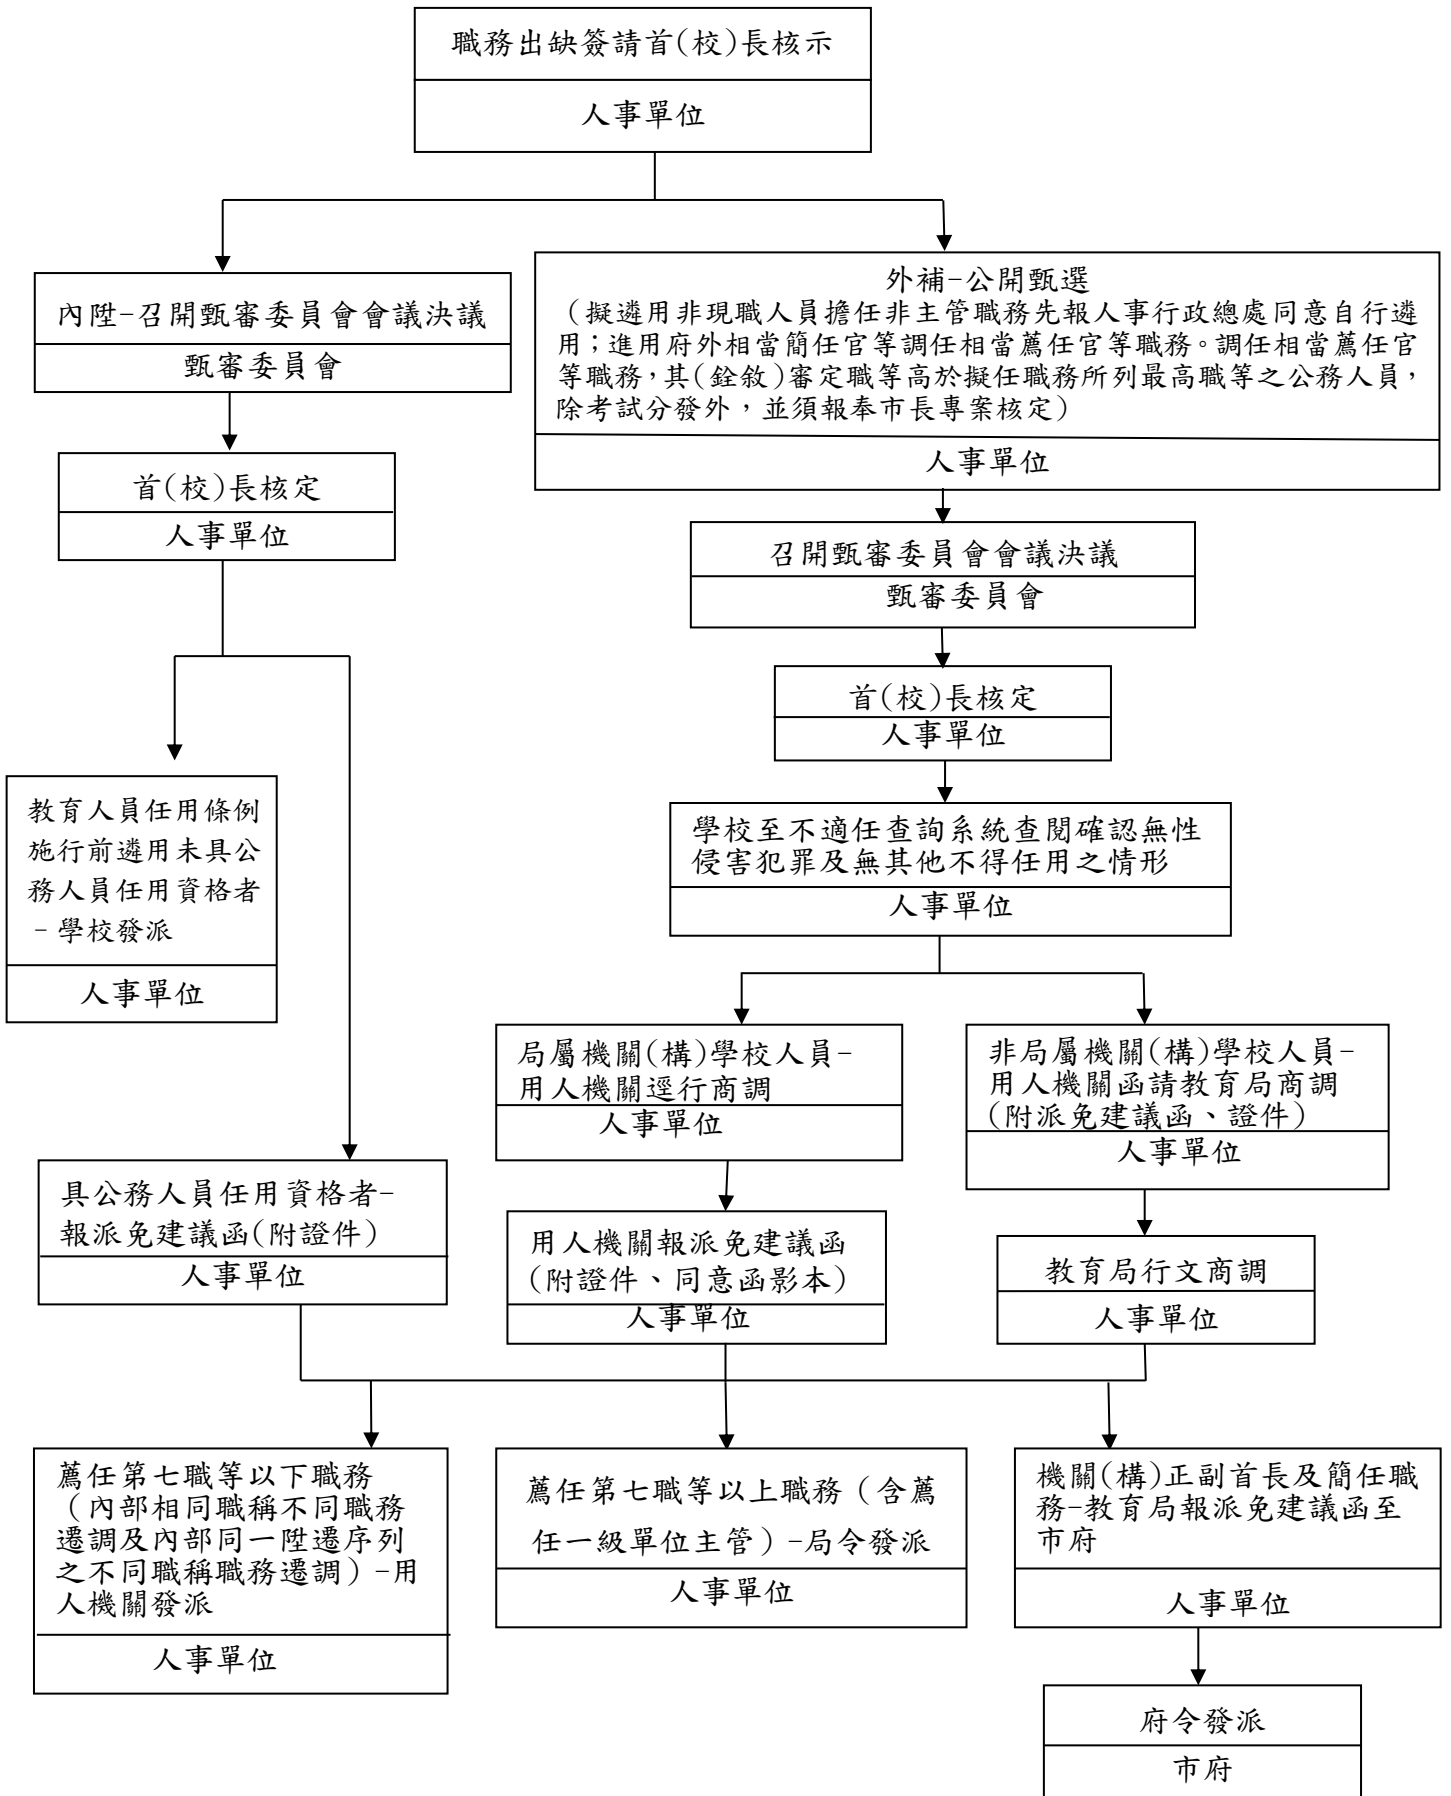 職務出缺簽請首(校)長核示
人事單位
內陞-召開甄審委員會會議決議
甄審委員會
外補-公開甄選
（擬遴用非現職人員擔任非主管職務先報人事行政總處同意自行遴
用；進用府外相當簡任官等調任相當薦任官等職務。調任相當薦任官
等職務，其(銓敘)審定職等高於擬任職務所列最高職等之公務人員，
除考試分發外，並須報奉市長專案核定）
人事單位
首(校)長核定
人事單位
召開甄審委員會會議決議
甄審委員會
首(校)長核定
人事單位
教育人員任用條例
施行前遴用未具公
務人員任用資格者
-學校發派
人事單位
學校至不適任查詢系統查閱確認無性
侵害犯罪及無其他不得任用之情形
人事單位
局屬機關(構)學校人員-
用人機關逕行商調
人事單位
非局屬機關(構)學校人員-
用人機關函請教育局商調
(附派免建議函、證件)
人事單位
具公務人員任用資格者-
報派免建議函(附證件)
人事單位
用人機關報派免建議函
(附證件、同意函影本)
人事單位
教育局行文商調
人事單位
薦任第七職等以下職務
（內部相同職稱不同職務
遷調及內部同一陞遷序列
之不同職稱職務遷調）-用
人機關發派
人事單位
薦任第七職等以上職務（含薦
任一級單位主管）-局令發派
人事單位
機關(構)正副首長及簡任職
務-教育局報派免建議函至
市府
人事單位
府令發派
市府